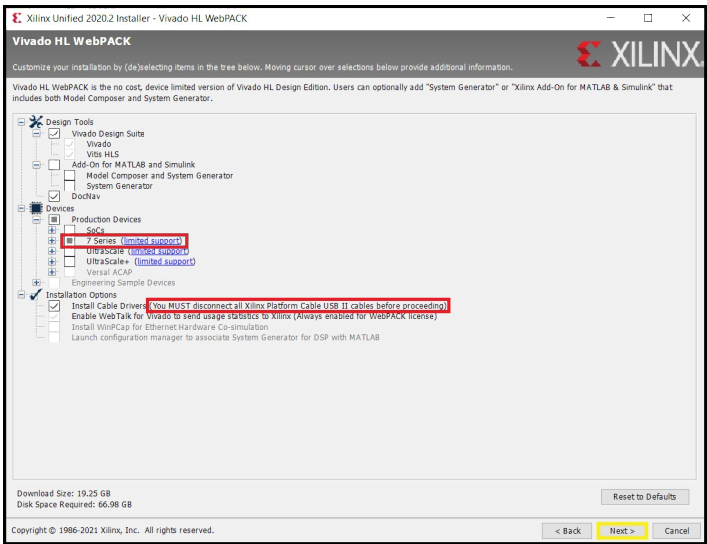 Xilinx Unified 2020.2 Installer - Vivado HL WebPACK
Vivado HL WebPACK
XILINX.
Customize your installation by (de)selecting items in the tree below. Moving cursor over selections below provide additional information.
Vivado HL WebPACK is the no cost, device limited version of Vivado HL Design Edition. Users can optionally add "System Generator" or "Xilinx Add-On for MATLAB & Simulink" that
includes both Model Composer and System Generator.
Design Tools
Vivado Design Suite
Vivado
Vitis HLS
Add-On for MATLAB and Simulink
Model Composer and System Generator
System Generator
DocNav
Devices
Production Devices
SoCs
7 Series (limited support)
UltraScale (limited support)
UltraScale+ (limited support)
Versal ACAP
Engineering Sample Devices
Installation Options
Install Cable Drivers (You MUST disconnect all Xilinx Platform Cable USB II cables before proceeding)
Enable WebTalk for Vivado to send usage statistics to Xilinx (Always enabled for WebPACK license)
Install WinPCap for Ethernet Hardware Co-simulation
Launch configuration manager to associate System Generator for DSP with MATLAB
Download Size: 19.25 GB
Disk Space Required: 66.98 GB
Reset to Defaults
Copyright © 1986-2021 Xilinx, Inc. All rights reserved.
< Back
Next >
Cancel